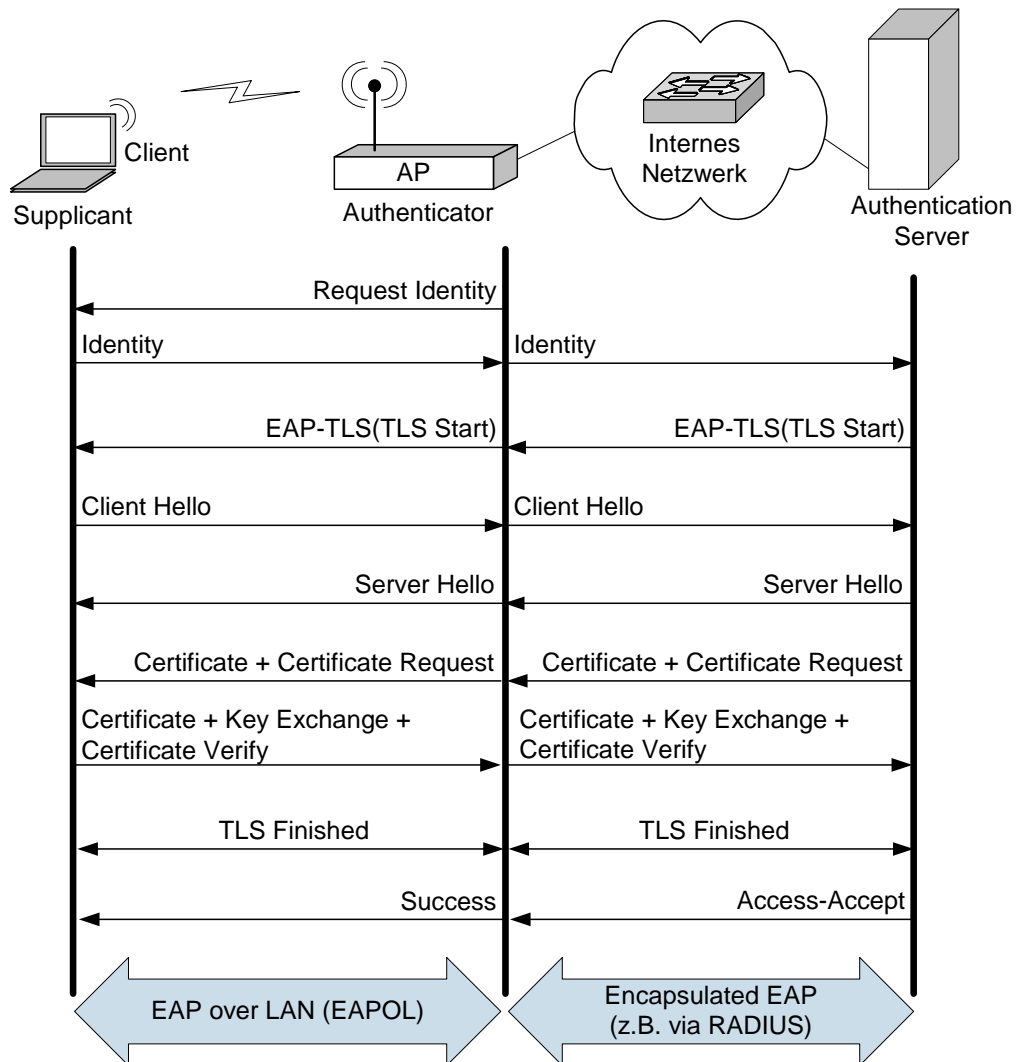 Client
Supplicant
AP
Authenticator
Internes
Netzwerk
Authentication
Server
Request Identity
Identity
Identity
EAP-TLS(TLS Start)
EAP-TLS(TLS Start)
Client Hello
Client Hello
Server Hello
Server Hello
Certificate + Certificate Request
Certificate + Certificate Request
Certificate + Key Exchange +
Certificate Verify
Certificate + Key Exchange +
Certificate Verify
TLS Finished
TLS Finished
Success
Access-Accept
EAP over LAN (EAPOL)
Encapsulated EAP
(z.B. via RADIUS)